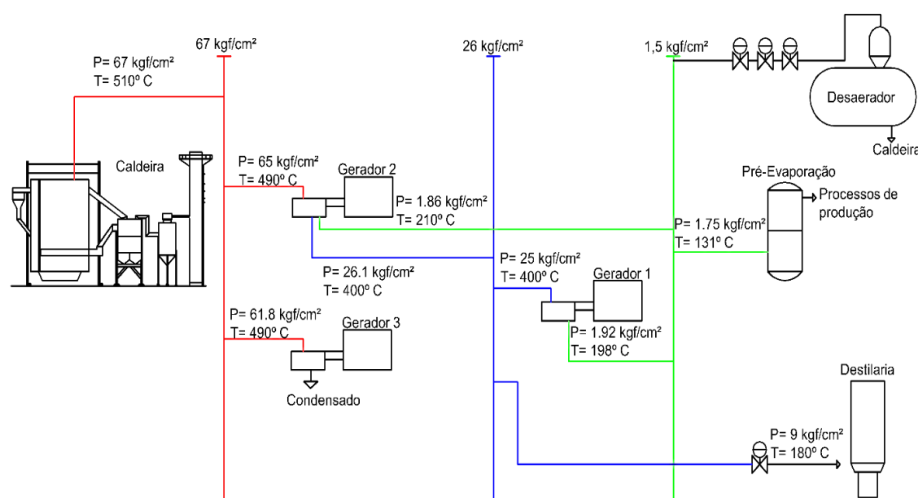 67 kgf/cm²
26 kgf/cm²
1,5 kgf/cm²
P= 67 kgf/cm²
T= 510º C
Desaerador
Caldeira
Caldeira
P= 65 kgf/cm²
T= 490º C
Gerador 2
P= 1.86 kgf/cm²
T= 210º C
Pré-Evaporação
Processos de
produção
P= 1.75 kgf/cm²
T= 131º C
P= 26.1 kgf/cm²
T= 400º C
P= 25 kgf/cm²
T= 400º C
Gerador 1
P= 61.8 kgf/cm²
T= 490º C
Gerador 3
P= 1.92 kgf/cm²
T= 198º C
Condensado
Destilaria
P= 9 kgf/cm²
T= 180º C